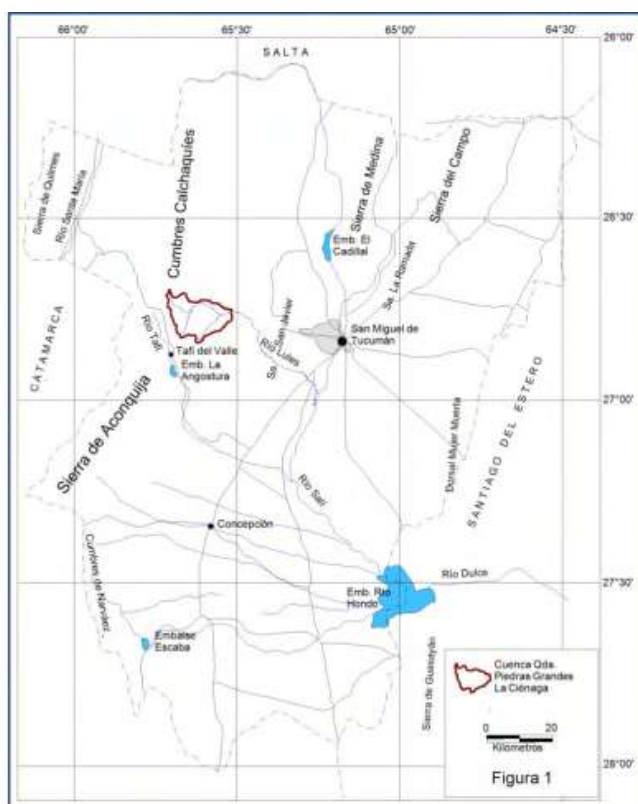 66°00'
65°30'
65°00'
64°30'
26°00'
SALTA
Sierra de Quilmes
Río Santa María
Cumbres Calchaquíes
Sierra de Medina
Sierra del Campo
26°30'
Emb. El
Cadillal
Sa. La Ramada
CATAMARCA
Río Tafí
Sa. San Javier
Río Lules
San Miguel de
Tucumán
Tafí del Valle
Emb. La
Angostura
27°00'
Sierra de Aconquija
Dorsal Mujer Muerta
SANTIAGO DEL ESTERO
Río Salí
Concepción
Cumbres de Narváez
Río Dulce
27°30'
Emb. Río
Hondo
Embalse
Escaba
Sierra de Guasayán
Cuenca Qds.
Piedras Grandes
La Ciénaga
0 20
Kilometros
Figura 1
28°00'